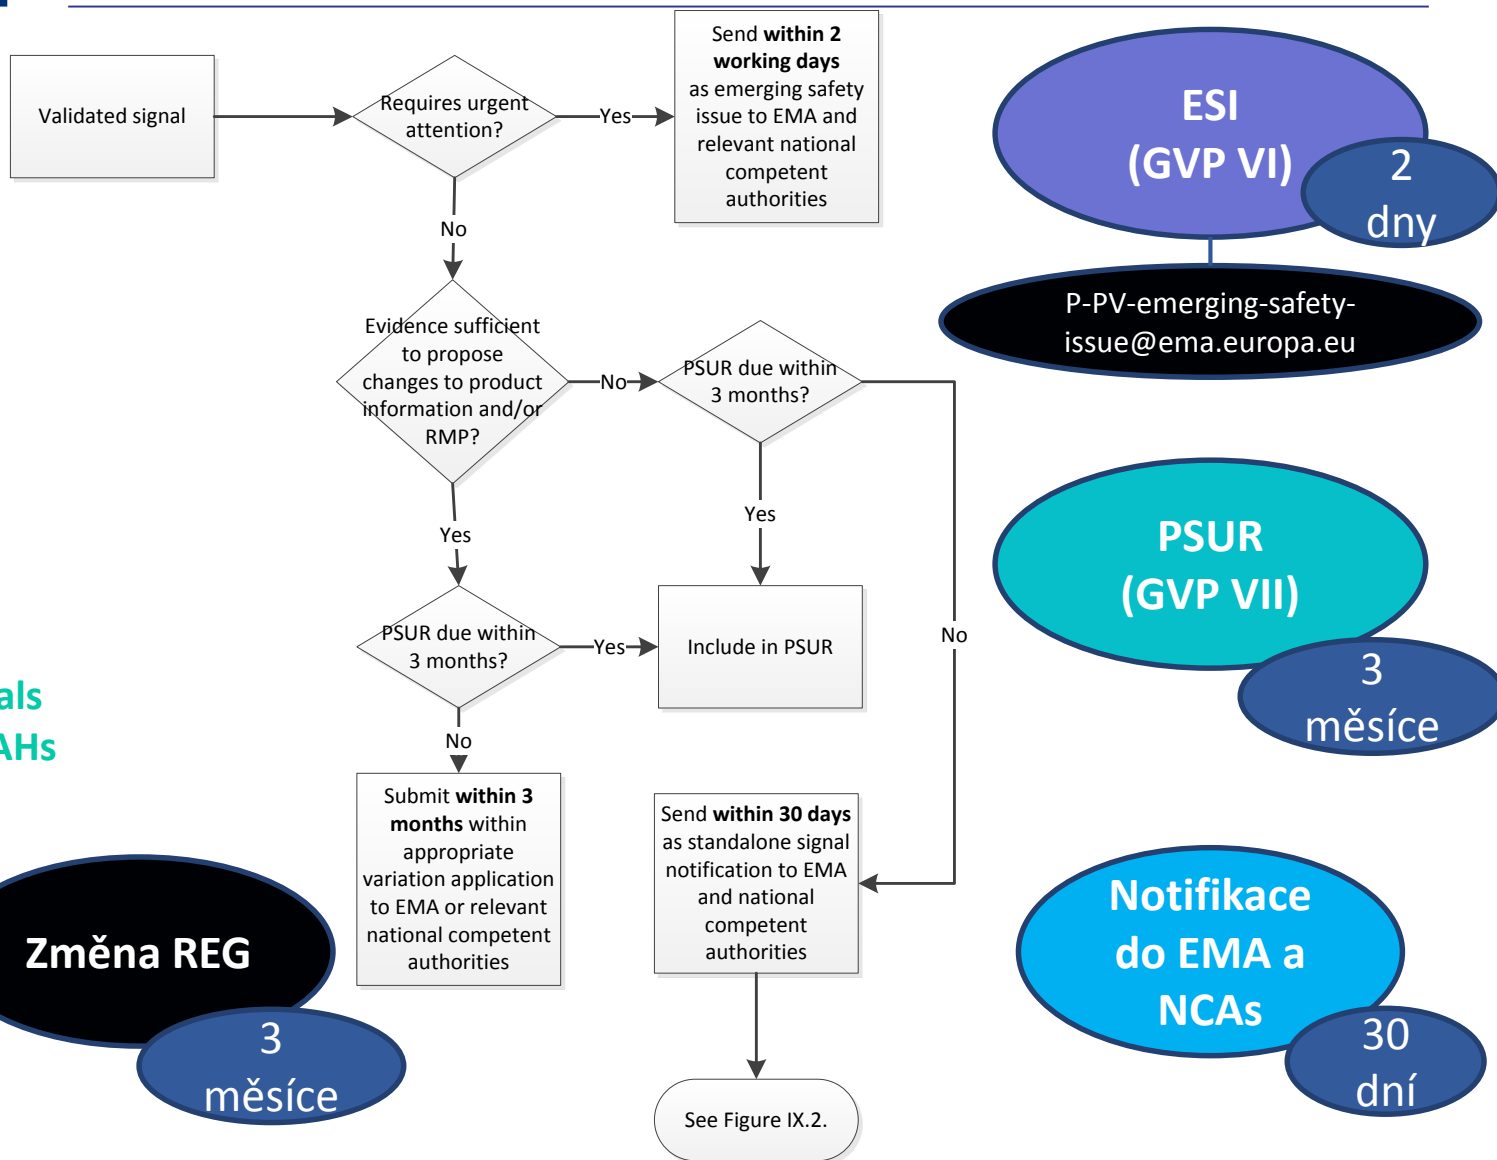 Validated signal
Requires urgent
attention?
Yes
Send within 2
working days
as emerging safety
issue to EMA and
relevant national
competent
authorities
No
Evidence sufficient
to propose
changes to product
information and/or
RMP?
No
PSUR due within
3 months?
Yes
No
Yes
PSUR due within
3 months?
Yes
Include in PSUR
No
Submit within 3
months within
appropriate
variation application
to EMA or relevant
national competent
authorities
Send within 30 days
as standalone signal
notification to EMA
and national
competent
authorities
See Figure IX.2.
ESI
(GVP VI)
2
dny
P-PV-emerging-safety-
issue@ema.europa.eu
PSUR
(GVP VII)
3
měsíce
Notifikace
do EMA a
NCAs
30
dní
als
AHs
Změna REG
3
měsíce